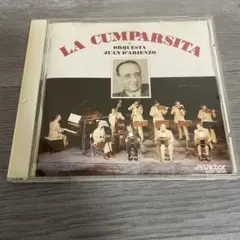 LA CUMPARSITA
ORQUESTA
JUAN D'ARIENZO
Victor